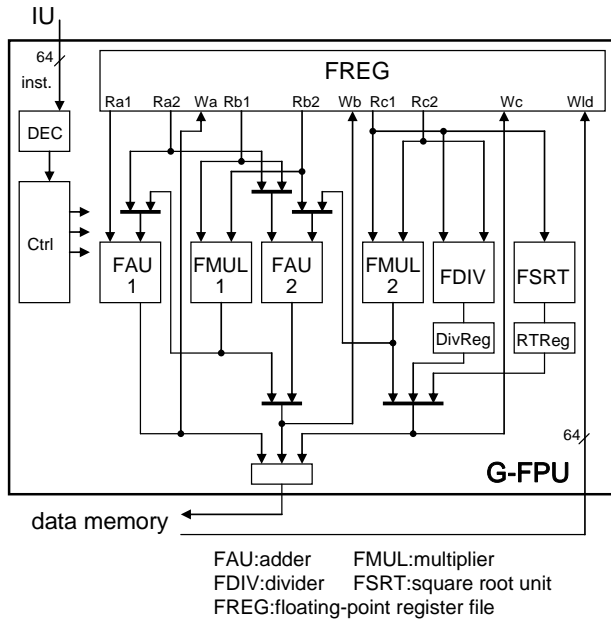 IU
64
inst.
FREG
Ra1 Ra2 Wa Rb1 Rb2 Wb Rc1 Rc2 Wc Wld
DEC
Ctrl
FAU 1
FMUL 1
FAU 2
FMUL 2
FDIV
FSRT
DivReg
RTReg
64
G-FPU
data memory
FAU:adder FMUL:multiplier
FDIV:divider FSRT:square root unit
FREG:floating-point register file